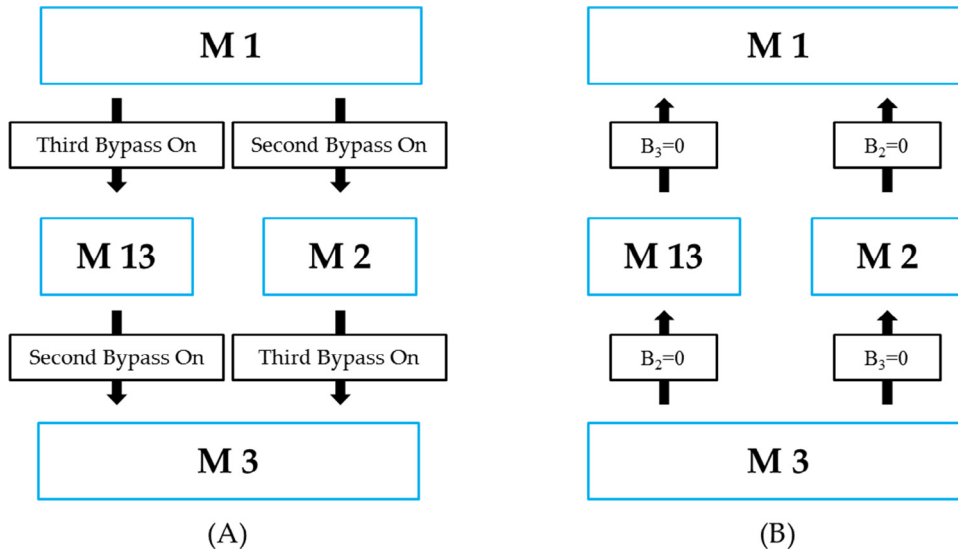 M 1
Third Bypass On
Second Bypass On
M 13
M 2
Second Bypass On
Third Bypass On
M 3
(A)
M 1
B₃=0
B₂=0
M 13
M 2
B₂=0
B₃=0
M 3
(B)